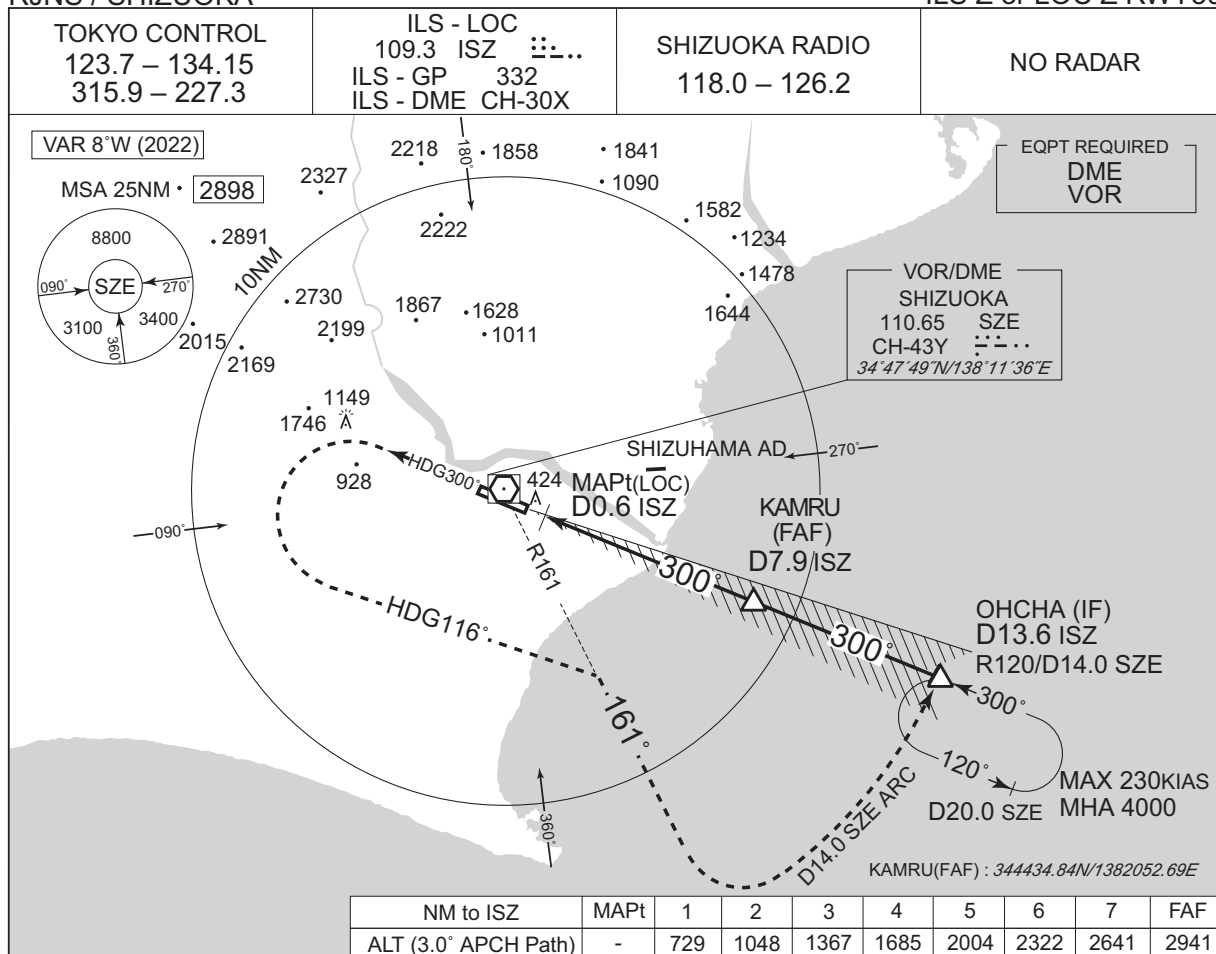 RJNS / SHIZUOKA
ILS Z or LOC Z RWY
TOKYO CONTROL
123.7 – 134.15
315.9 – 227.3
ILS - LOC
109.3 ISZ
ILS - GP 332
ILS - DME CH-30X
SHIZUOKA RADIO
118.0 – 126.2
NO RADAR
VAR 8˚W (2022)
MSA 25NM
2898
8800
SZE
090˚
270˚
3100
3400
360˚
EQPT REQUIRED
DME
VOR
2218
180˚
1858
1841
2327
1090
1582
2222
1234
2891
10NM
1478
2730
1867
1628
1644
2199
1011
2015
2169
VOR/DME
SHIZUOKA
110.65 SZE
CH-43Y
34˚47´49˝N/138˚11´36˝E
1149
1746
928
HDG300˚
424
SHIZUHAMA AD
270˚
MAPt(LOC)
D0.6 ISZ
KAMRU
(FAF)
D7.9 ISZ
090˚
R161
300˚
HDG116˚
300˚
OHCHA (IF)
D13.6 ISZ
R120/D14.0 SZE
300˚
161˚
120˚
MAX 230KIAS
MHA 4000
D20.0 SZE
D14.0 SZE ARC
360˚
KAMRU(FAF) : 344434.84N/1382052.69E
NM to ISZ MAPt 1 2 3 4 5 6 7 FAF
ALT (3.0˚ APCH Path) - 729 1048 1367 1685 2004 2322 2641 2941